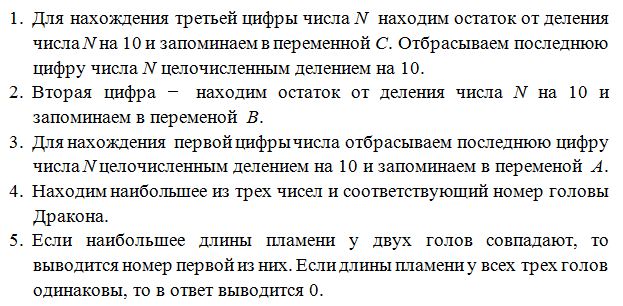 1. Для нахождения третьей цифры числа N находим остаток от деления
числа N на 10 и запоминаем в переменной C. Отбрасываем последнюю
цифру числа N целочисленным делением на 10.
2. Вторая цифра − находим остаток от деления числа N на 10 и
запоминаем в переменой B.
3. Для нахождения первой цифры числа отбрасываем последнюю цифру
числа N целочисленным делением на 10 и запоминаем в переменой A.
4. Находим наибольшее из трех чисел и соответствующий номер головы
Дракона.
5. Если наибольшее длины пламени у двух голов совпадают, то
выводится номер первой из них. Если длины пламени у всех трех голов
одинаковы, то в ответ выводится 0.